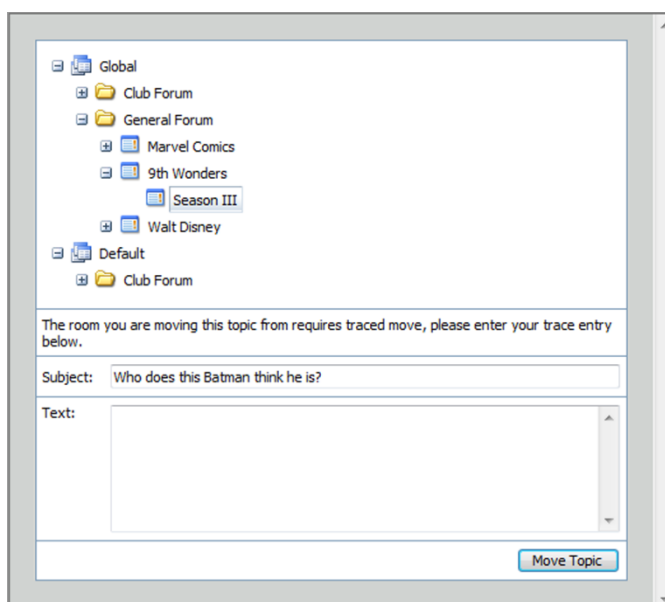 Global
Club Forum
General Forum
Marvel Comics
9th Wonders
Season III
Walt Disney
Default
Club Forum
The room you are moving this topic from requires traced move, please enter your trace entry
below.
Subject: Who does this Batman think he is?
Text:
Move Topic